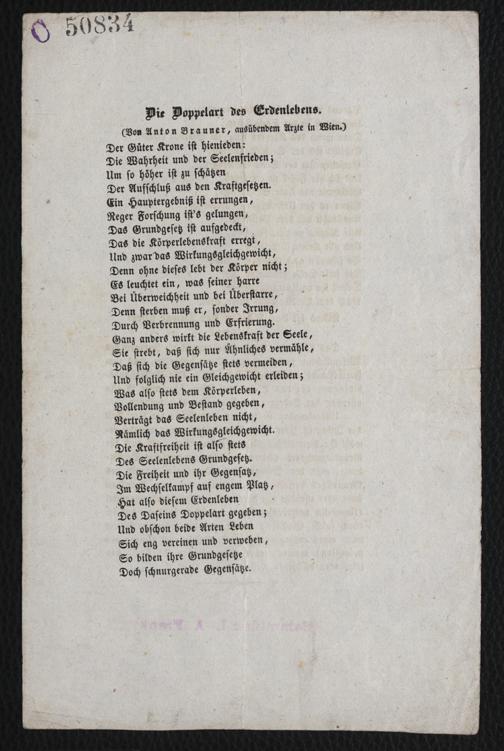 O 50834
Die Doppelart des Erdenlebens.
(Von Anton Brauner, ausübendem Arzte in Wien.)
Der Güter Krone ist hienieden:
Die Wahrheit und der Seelenfrieden;
Um so höher ist zu schätzen
Der Aufschluß aus den Kraftgesetzen.
Ein Hauptergebniß ist errungen,
Reger Forschung ist's gelungen,
Das Grundgesetz ist aufgedeckt,
Das die Körperlebenskraft erregt,
Und zwar das Wirkungsgleichgewicht,
Denn ohne dieses lebt der Körper nicht;
Es leuchtet ein, was seiner harre
Bei Überweichheit und bei Überstarre,
Denn sterben muß er, sonder Irrung,
Durch Verbrennung und Erfrierung.
Ganz anders wirkt die Lebenskraft der Seele,
Sie strebt, daß sich nur Ähnliches vermähle,
Daß sich die Gegensätze stets vermeiden,
Und folglich nie ein Gleichgewicht erleiden;
Was also stets dem Körperleben,
Vollendung und Bestand gegeben,
Verträgt das Seelenleben nicht,
Nämlich das Wirkungsgleichgewicht.
Die Kraftfreiheit ist also stets
Des Seelenlebens Grundgesetz.
Die Freiheit und ihr Gegensatz,
Im Wechselkampf auf engem Platz,
Hat also diesem Erdenleben
Des Daseins Doppelart gegeben;
Und obschon beide Arten Leben
Sich eng vereinen und verweben,
So bilden ihre Grundgesetze
Doch schnurgerade Gegensätze.